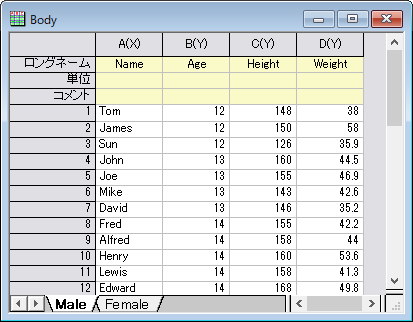 Body
A(X) B(Y) C(Y) D(Y)
ロングネーム Name Age Height Weight
単位
コメント
1 Tom 12 148 38
2 James 12 150 58
3 Sun 12 126 35.9
4 John 13 160 44.5
5 Joe 13 155 46.9
6 Mike 13 143 42.6
7 David 13 146 35.2
8 Fred 14 155 42.2
9 Alfred 14 158 44
10 Henry 14 160 53.6
11 Lewis 14 158 41.3
12 Edward 14 168 49.8
Male Female